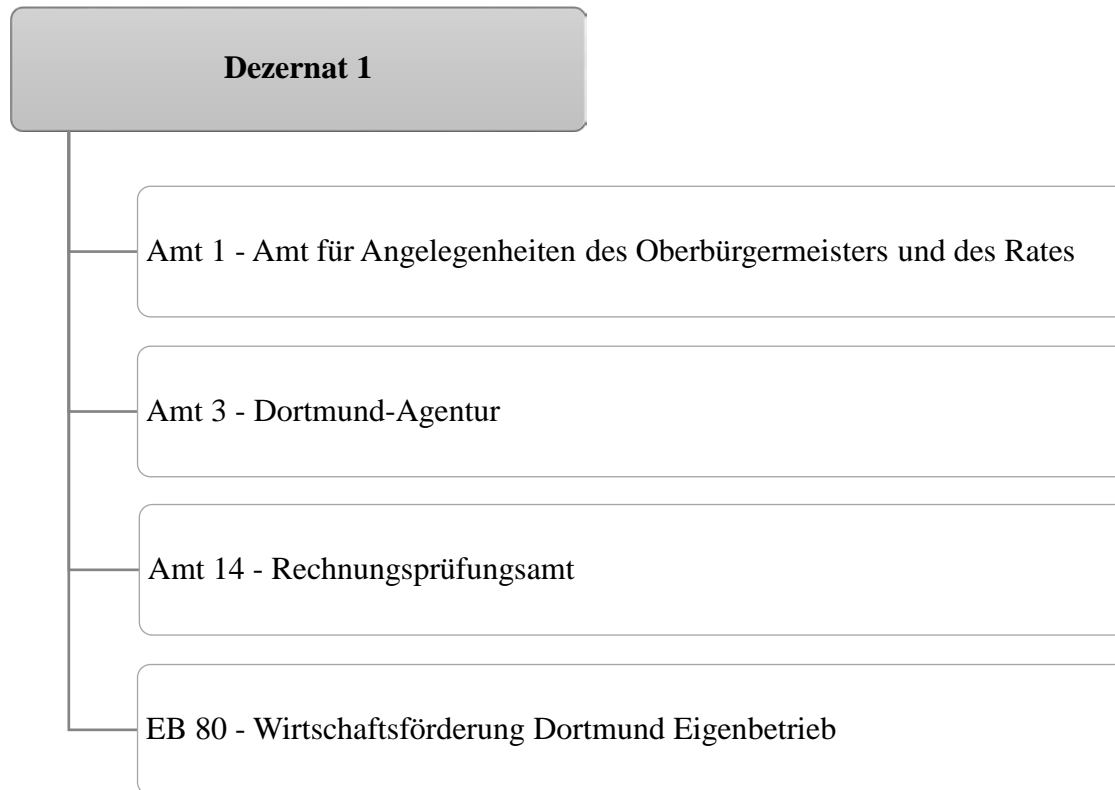 Dezernat 1
Amt 1 - Amt für Angelegenheiten des Oberbürgermeisters und des Rates
Amt 3 - Dortmund-Agentur
Amt 14 - Rechnungsprüfungsamt
EB 80 - Wirtschaftsförderung Dortmund Eigenbetrieb